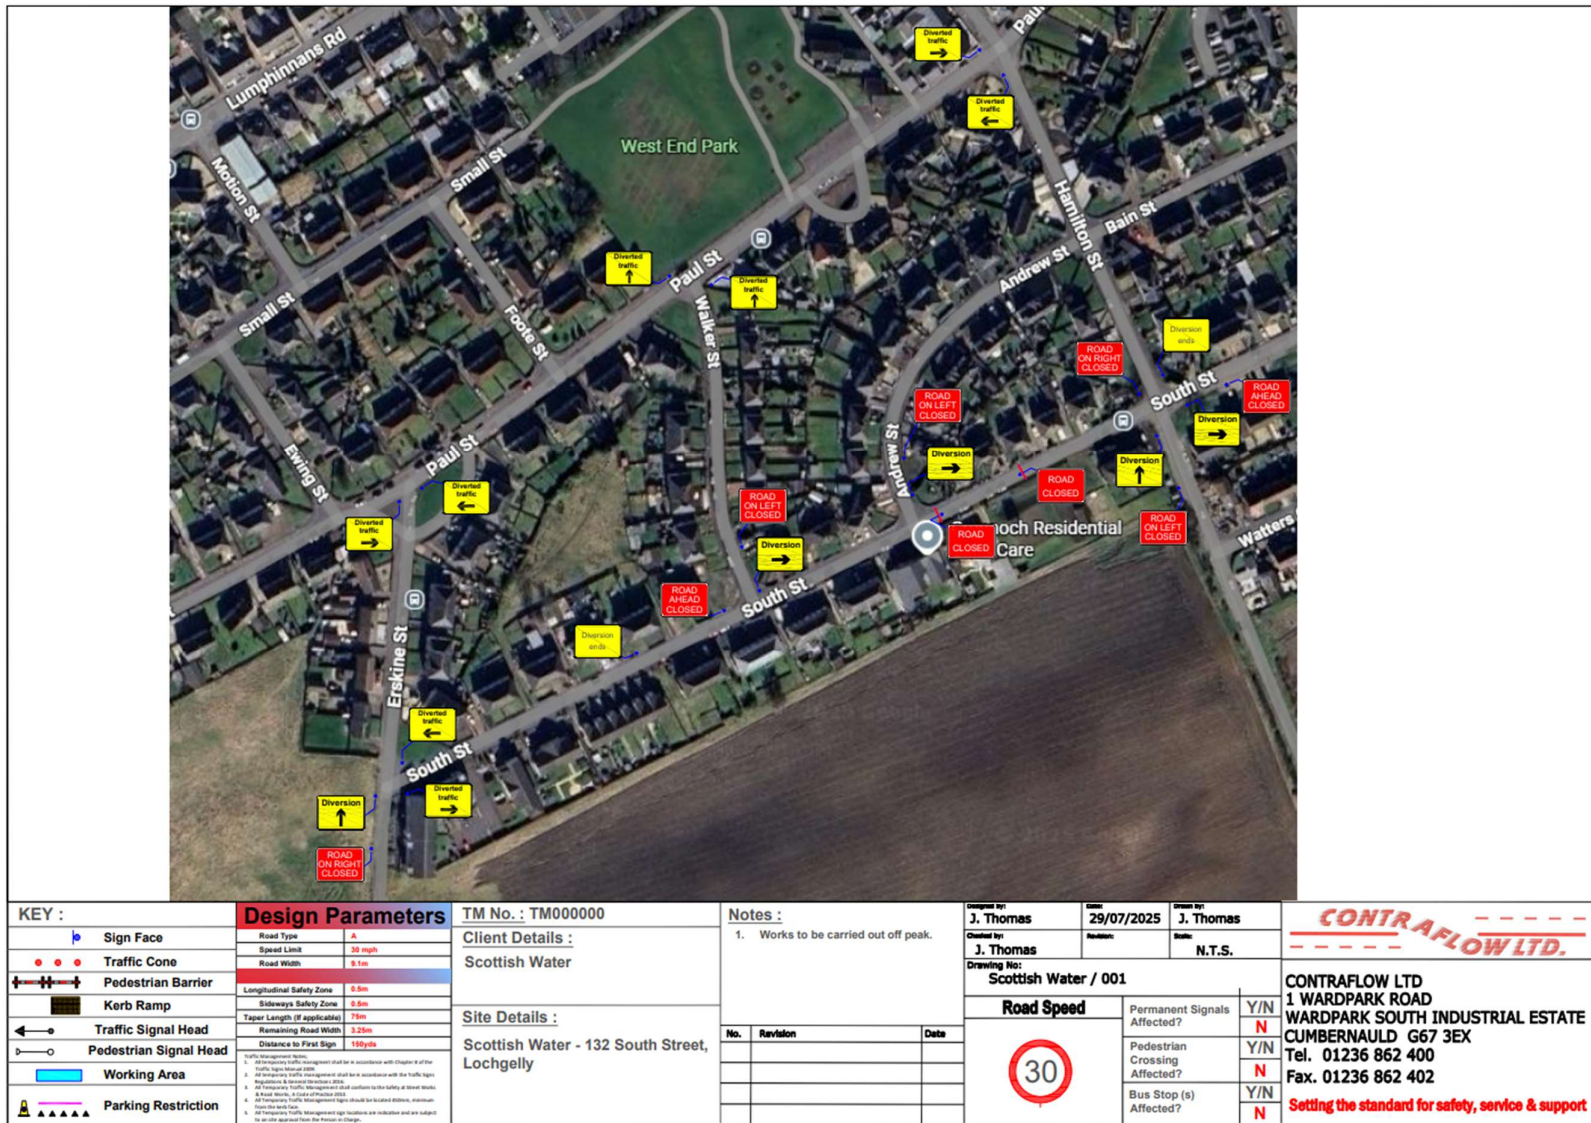 Lumphinnans Rd
Motion St
Small St
Small St
West End Park
Foote St
Ewing St
Paul St
Paul St
Walker St
Erskine St
South St
South St
South St
Andrew St
Andrew St
Hamilton St
Bain St
Diverted
traffic
Diverted
traffic
Diverted
traffic
Diverted
traffic
Diversion
ends
ROAD
ON RIGHT
CLOSED
ROAD
AHEAD
CLOSED
Diversion
Diversion
ROAD
ON LEFT
CLOSED
ROAD
ON LEFT
CLOSED
Diversion
ROAD
CLOSED
ROAD
CLOSED
och Residential
Care
ROAD
ON LEFT
CLOSED
Diversion
ROAD
AHEAD
CLOSED
Diversion
ends
Diverted
traffic
Diverted
traffic
Diverted
traffic
Diverted
traffic
Diversion
ROAD
ON RIGHT
CLOSED
Watters
KEY :
Sign Face
Traffic Cone
Pedestrian Barrier
Kerb Ramp
Traffic Signal Head
Pedestrian Signal Head
Working Area
Parking Restriction
Design Parameters
Road Type A
Speed Limit 30 mph
Road Width 9.1m
Longitudinal Safety Zone 0.5m
Sideways Safety Zone 0.5m
Taper Length (If applicable) 75m
Remaining Road Width 3.25m
Distance to First Sign 150yds
Traffic Management Notes;
TM No. : TM000000
Client Details :
Scottish Water
Site Details :
Scottish Water - 132 South Street,
Lochgelly
Notes :
1. Works to be carried out off peak.
No. Revision Date
Designed by: Date: Drawn by:
J. Thomas 29/07/2025 J. Thomas
Checked by: Revision: Scale:
J. Thomas N.T.S.
Drawing No:
Scottish Water / 001
Road Speed
30
Permanent Signals
Affected?
Y/N
N
Pedestrian
Crossing
Affected?
Y/N
N
Bus Stop (s)
Affected?
Y/N
N
CONTRAFLOW LTD.
CONTRAFLOW LTD
1 WARDPARK ROAD
WARDPARK SOUTH INDUSTRIAL ESTATE
CUMBERNAULD G67 3EX
Tel. 01236 862 400
Fax. 01236 862 402
Setting the standard for safety, service & support